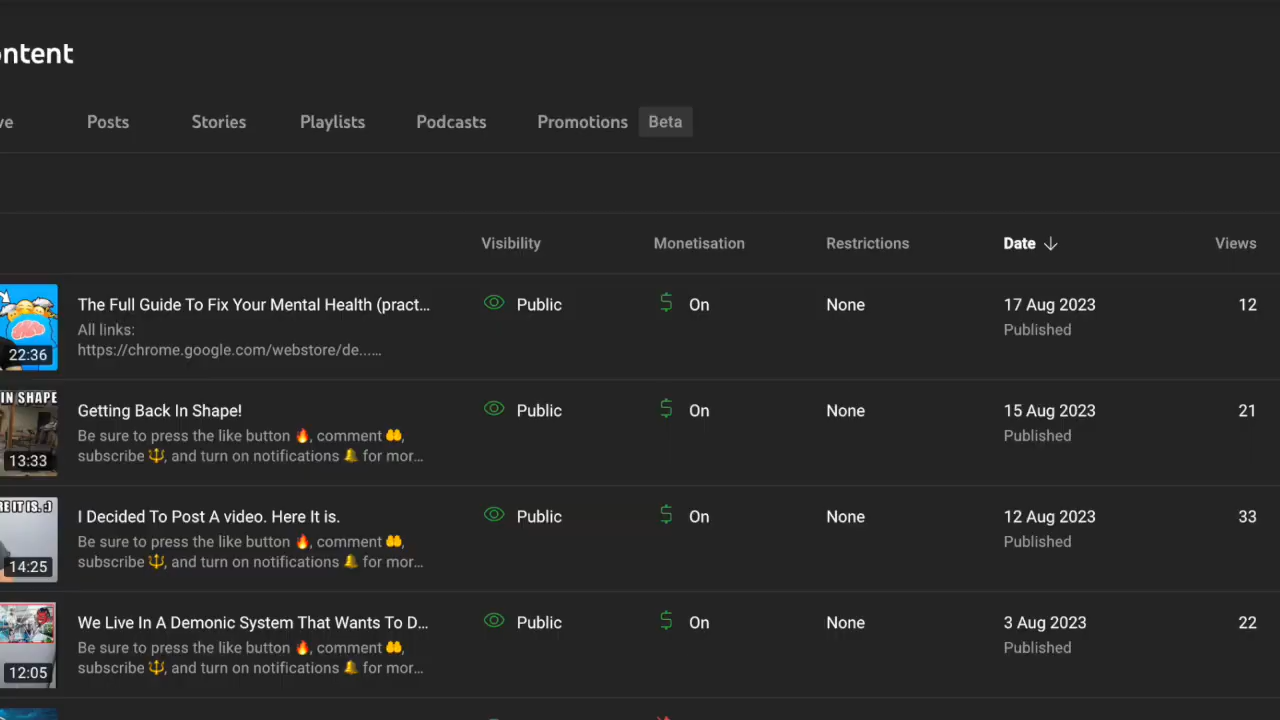 ontent
ve Posts Stories Playlists Podcasts Promotions Beta
Visibility Monetisation Restrictions Date Views
The Full Guide To Fix Your Mental Health (pract... Public On None 17 Aug 2023 12
All links: Published
https://chrome.google.com/webstore/de......
22:36
IN SHAPE
Getting Back In Shape! Public On None 15 Aug 2023 21
Be sure to press the like button 🔥, comment 🤲, Published
subscribe 🔱, and turn on notifications 🔔 for mor...
13:33
RE IT IS. :)
I Decided To Post A video. Here It is. Public On None 12 Aug 2023 33
Be sure to press the like button 🔥, comment 🤲, Published
subscribe 🔱, and turn on notifications 🔔 for mor...
14:25
We Live In A Demonic System That Wants To D... Public On None 3 Aug 2023 22
Be sure to press the like button 🔥, comment 🤲, Published
subscribe 🔱, and turn on notifications 🔔 for mor...
12:05